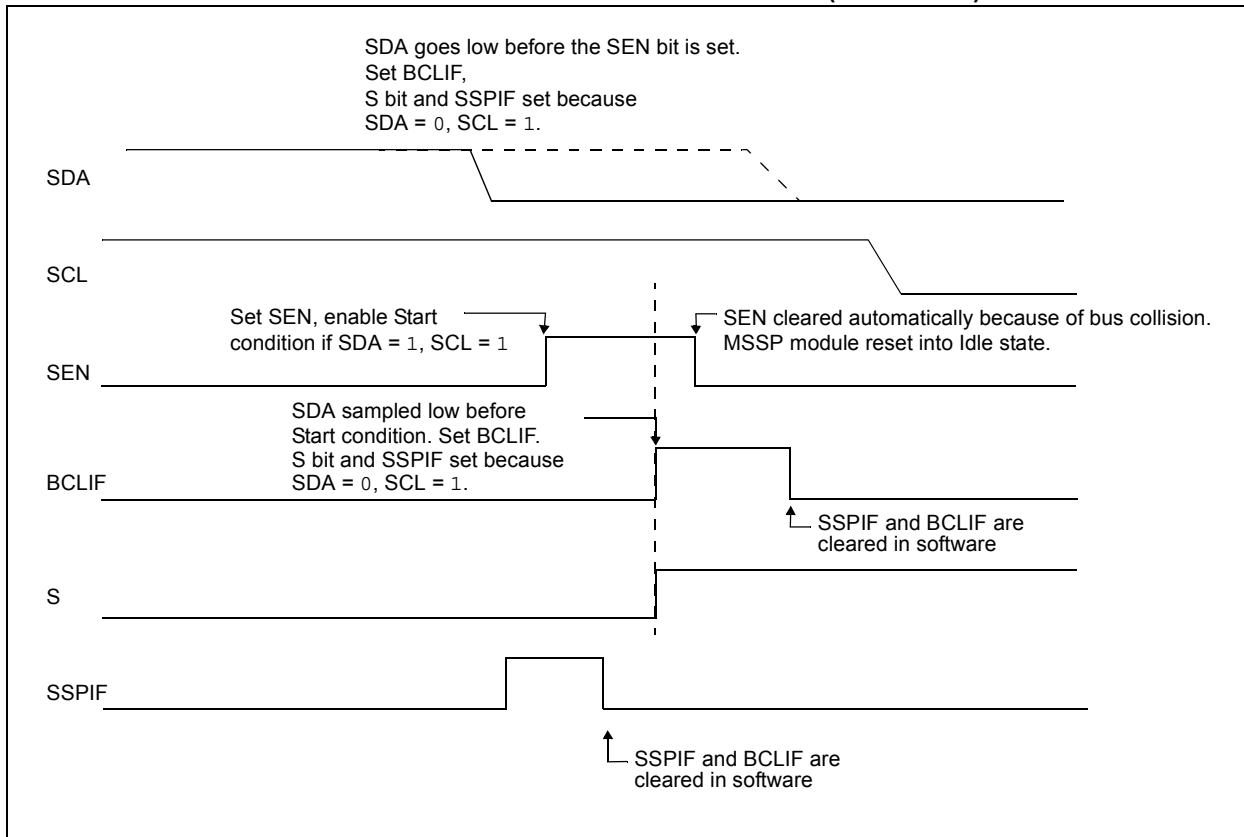 SDA goes low before the SEN bit is set.
Set BCLIF,
S bit and SSPIF set because
SDA = 0, SCL = 1.
SDA
SCL
Set SEN, enable Start
condition if SDA = 1, SCL = 1
SEN cleared automatically because of bus collision.
MSSP module reset into Idle state.
SEN
SDA sampled low before
Start condition. Set BCLIF.
S bit and SSPIF set because
SDA = 0, SCL = 1.
BCLIF
SSPIF and BCLIF are
cleared in software
S
SSPIF
SSPIF and BCLIF are
cleared in software